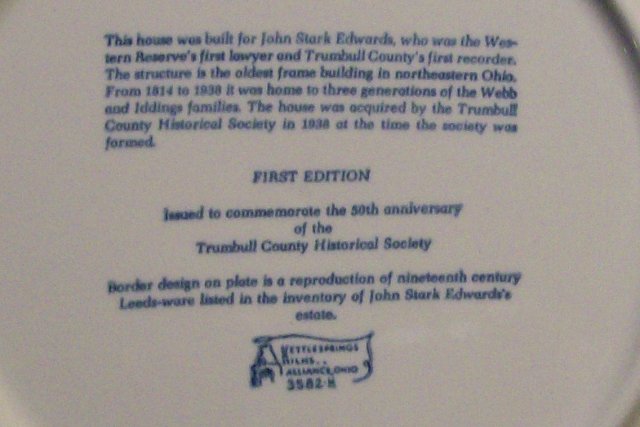 This house was built for John Stark Edwards, who was the Wes-
tern Reserve's first lawyer and Trumbull County's first recorder.
The structure is the oldest frame building in northeastern Ohio.
From 1814 to 1938 it was home to three generations of the Webb
and Iddings families. The house was acquired by the Trumbull
County Historical Society in 1938 at the time the society was
formed.
FIRST EDITION
Issued to commemorate the 50th anniversary
of the
Trumbull County Historical Society
Border design on plate is a reproduction of nineteenth century
Leeds-ware listed in the inventory of John Stark Edwards's
estate.
KETTLESPRINGS
KILNS..
ALLIANCE, OHIO
3582-H